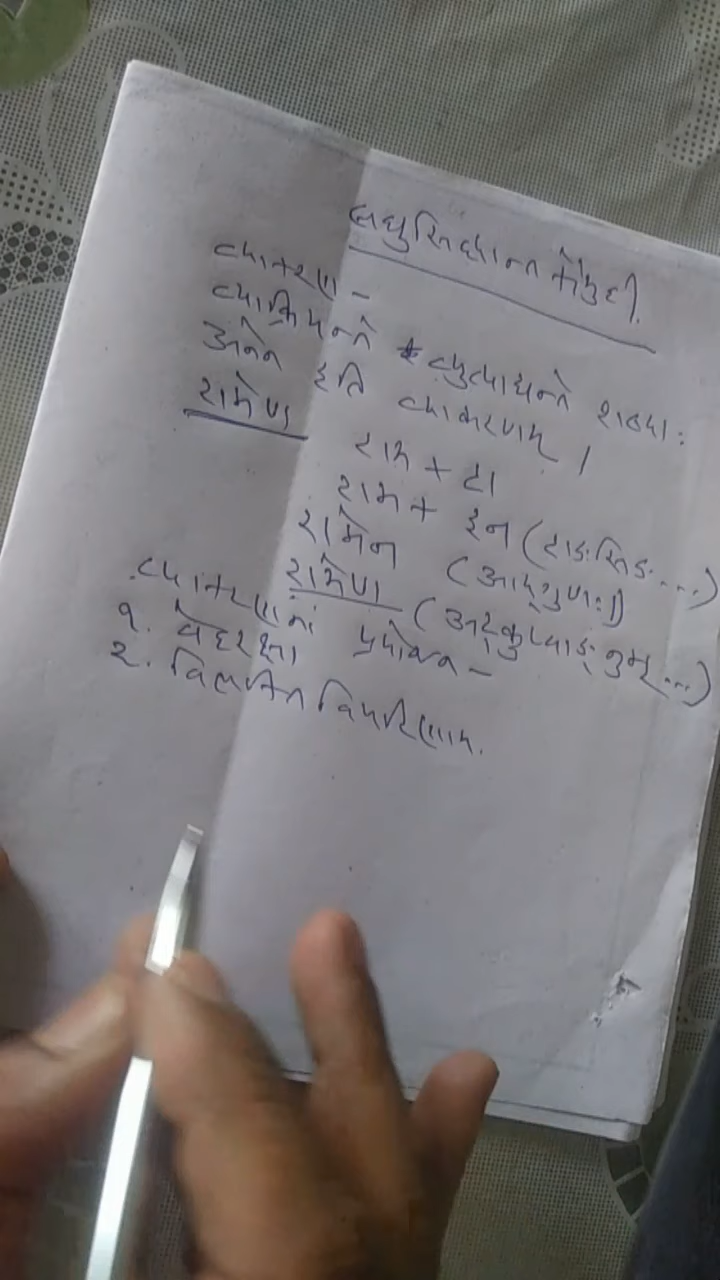 લઘુસિદ્ધાન્ત કૌમુદી.
વ્યાકરણ -
વ્યાક્રિયન્તે વ્યુત્પાદ્યન્તે શબ્દા:
અનેન ઇતિ વ્યાકરણમ્ ।
રામેણ
રામ + ટા
રામ + ઇન (ટાઙસિઙ....)
રામેન (આદ્ગુણ:।)
રામેણ (અટ્કુપ્વાઙ્નુમ્...)
વ્યાકરણનાં પ્રયોજન -
૧. વેદરક્ષા
૨. વિભક્તિ વિપરિણામ.